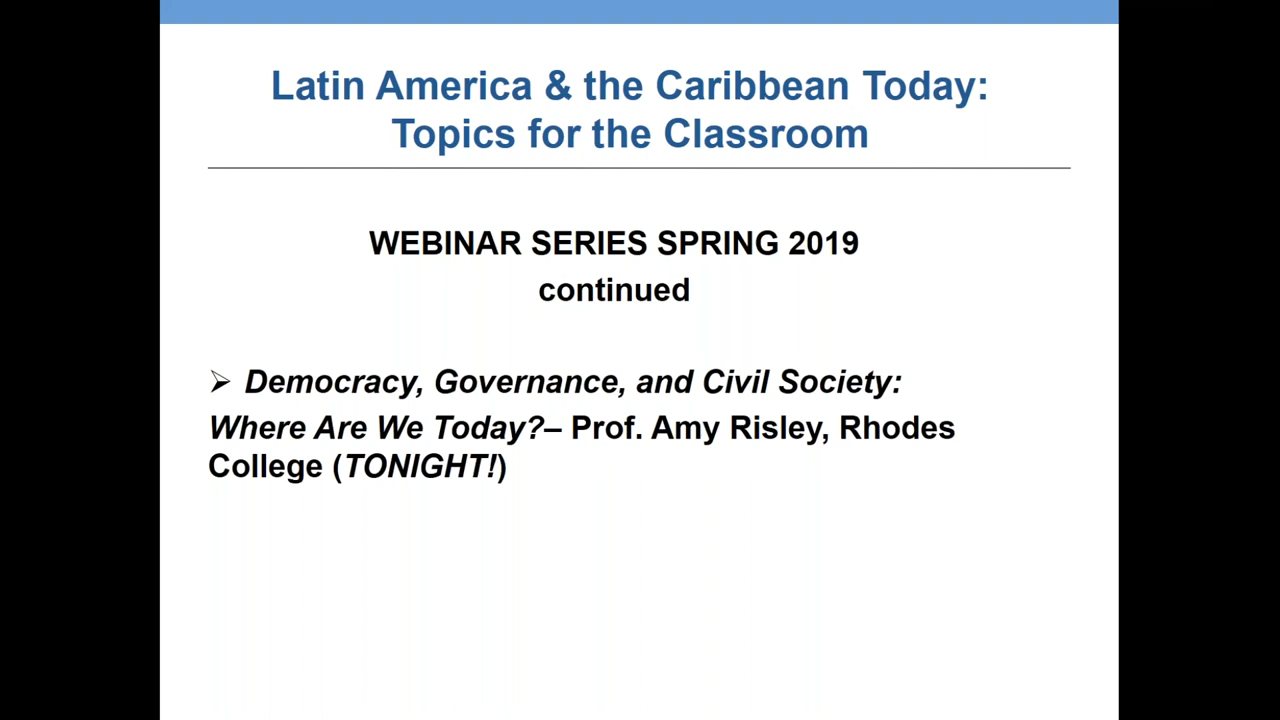 Latin America & the Caribbean Today:
Topics for the Classroom
WEBINAR SERIES SPRING 2019
continued
➢ Democracy, Governance, and Civil Society:
Where Are We Today?– Prof. Amy Risley, Rhodes
College (TONIGHT!)